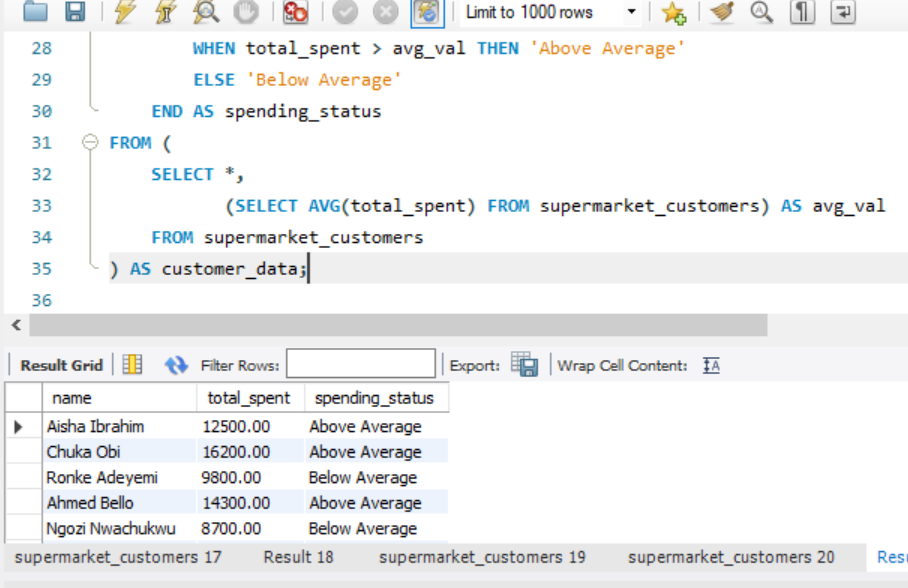 Limit to 1000 rows
28 WHEN total_spent > avg_val THEN 'Above Average'
29 ELSE 'Below Average'
30 END AS spending_status
31 FROM (
32 SELECT *,
33 (SELECT AVG(total_spent) FROM supermarket_customers) AS avg_val
34 FROM supermarket_customers
35 ) AS customer_data;
36
Result Grid Filter Rows: Export: Wrap Cell Content: IA
name total_spent spending_status
Aisha Ibrahim 12500.00 Above Average
Chuka Obi 16200.00 Above Average
Ronke Adeyemi 9800.00 Below Average
Ahmed Bello 14300.00 Above Average
Ngozi Nwachukwu 8700.00 Below Average
supermarket_customers 17 Result 18 supermarket_customers 19 supermarket_customers 20 Res